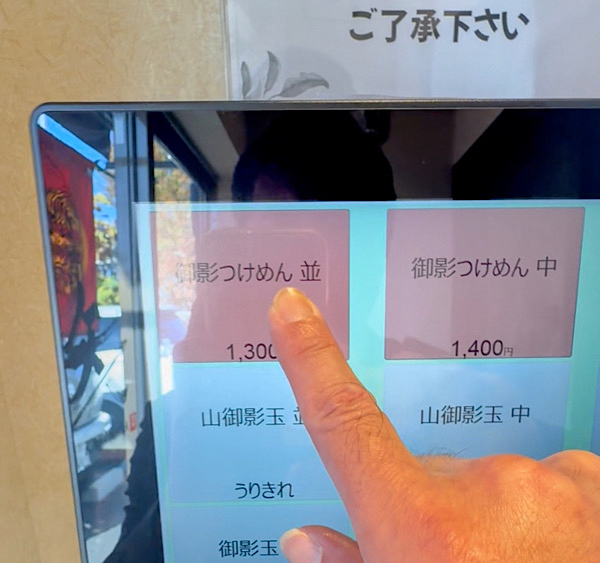 ご了承下さい
御影つけめん 並
御影つけめん 中
1,300
1,400円
山御影玉 並
山御影玉 中
うりきれ
御影玉